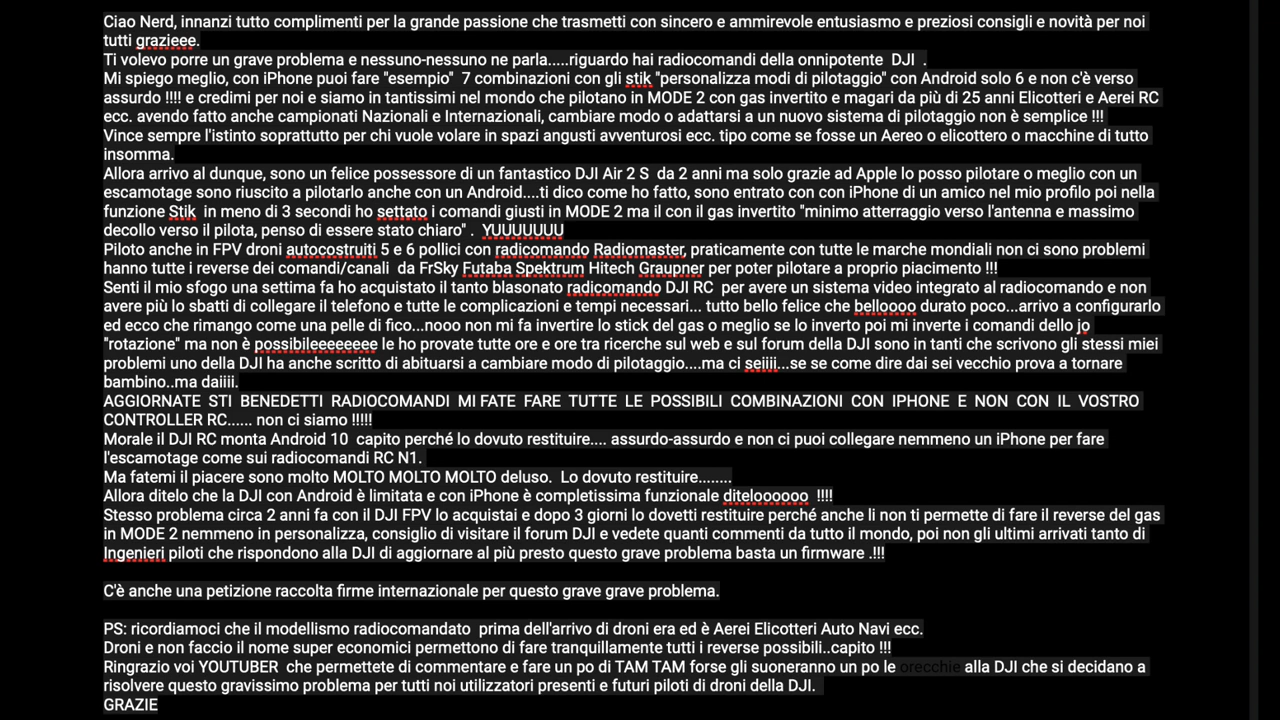 Ciao Nerd, innanzi tutto complimenti per la grande passione che trasmetti con sincero e ammirevole entusiasmo e preziosi consigli e novità per noi
tutti grazieee.
Ti volevo porre un grave problema e nessuno-nessuno ne parla.....riguardo hai radiocomandi della onnipotente  DJI  .
Mi spiego meglio, con iPhone puoi fare "esempio"  7 combinazioni con gli stik "personalizza modi di pilotaggio" con Android solo 6 e non c'è verso
assurdo !!!! e credimi per noi e siamo in tantissimi nel mondo che pilotano in MODE 2 con gas invertito e magari da più di 25 anni Elicotteri e Aerei RC
ecc. avendo fatto anche campionati Nazionali e Internazionali, cambiare modo o adattarsi a un nuovo sistema di pilotaggio non è semplice !!!
Vince sempre l'istinto soprattutto per chi vuole volare in spazi angusti avventurosi ecc. tipo come se fosse un Aereo o elicottero o macchine di tutto
insomma.
Allora arrivo al dunque, sono un felice possessore di un fantastico DJI Air 2 S  da 2 anni ma solo grazie ad Apple lo posso pilotare o meglio con un
escamotage sono riuscito a pilotarlo anche con un Android....ti dico come ho fatto, sono entrato con con iPhone di un amico nel mio profilo poi nella
funzione Stik  in meno di 3 secondi ho settato i comandi giusti in MODE 2 ma il con il gas invertito "minimo atterraggio verso l'antenna e massimo
decollo verso il pilota, penso di essere stato chiaro" .  YUUUUUUU
Piloto anche in FPV droni autocostruiti 5 e 6 pollici con radicomando Radiomaster, praticamente con tutte le marche mondiali non ci sono problemi
hanno tutte i reverse dei comandi/canali  da FrSky Futaba Spektrum Hitech Graupner per poter pilotare a proprio piacimento !!!
Senti il mio sfogo una settima fa ho acquistato il tanto blasonato radicomando DJI RC  per avere un sistema video integrato al radiocomando e non
avere più lo sbatti di collegare il telefono e tutte le complicazioni e tempi necessari... tutto bello felice che belloooo durato poco...arrivo a configurarlo
ed ecco che rimango come una pelle di fico...nooo non mi fa invertire lo stick del gas o meglio se lo inverto poi mi inverte i comandi dello jo
"rotazione" ma non è possibileeeeeeee le ho provate tutte ore e ore tra ricerche sul web e sul forum della DJI sono in tanti che scrivono gli stessi miei
problemi uno della DJI ha anche scritto di abituarsi a cambiare modo di pilotaggio....ma ci seiiii...se se come dire dai sei vecchio prova a tornare
bambino..ma daiiii.
AGGIORNATE  STI  BENEDETTI  RADIOCOMANDI  MI FATE  FARE  TUTTE  LE  POSSIBILI  COMBINAZIONI  CON  IPHONE  E  NON  CON  IL  VOSTRO
CONTROLLER RC...... non ci siamo !!!!!
Morale il DJI RC monta Android 10  capito perché lo dovuto restituire.... assurdo-assurdo e non ci puoi collegare nemmeno un iPhone per fare
l'escamotage come sui radiocomandi RC N1.
Ma fatemi il piacere sono molto MOLTO MOLTO MOLTO deluso.  Lo dovuto restituire........
Allora ditelo che la DJI con Android è limitata e con iPhone è completissima funzionale diteloooooo  !!!!
Stesso problema circa 2 anni fa con il DJI FPV lo acquistai e dopo 3 giorni lo dovetti restituire perché anche li non ti permette di fare il reverse del gas
in MODE 2 nemmeno in personalizza, consiglio di visitare il forum DJI e vedete quanti commenti da tutto il mondo, poi non gli ultimi arrivati tanto di
Ingenieri piloti che rispondono alla DJI di aggiornare al più presto questo grave problema basta un firmware .!!!
C'è anche una petizione raccolta firme internazionale per questo grave grave problema.
PS: ricordiamoci che il modellismo radiocomandato  prima dell'arrivo di droni era ed è Aerei Elicotteri Auto Navi ecc.
Droni e non faccio il nome super economici permettono di fare tranquillamente tutti i reverse possibili..capito !!!
Ringrazio voi YOUTUBER  che permettete di commentare e fare un po di TAM TAM forse gli suoneranno un po le orecchie alla DJI che si decidano a
risolvere questo gravissimo problema per tutti noi utilizzatori presenti e futuri piloti di droni della DJI.
GRAZIE